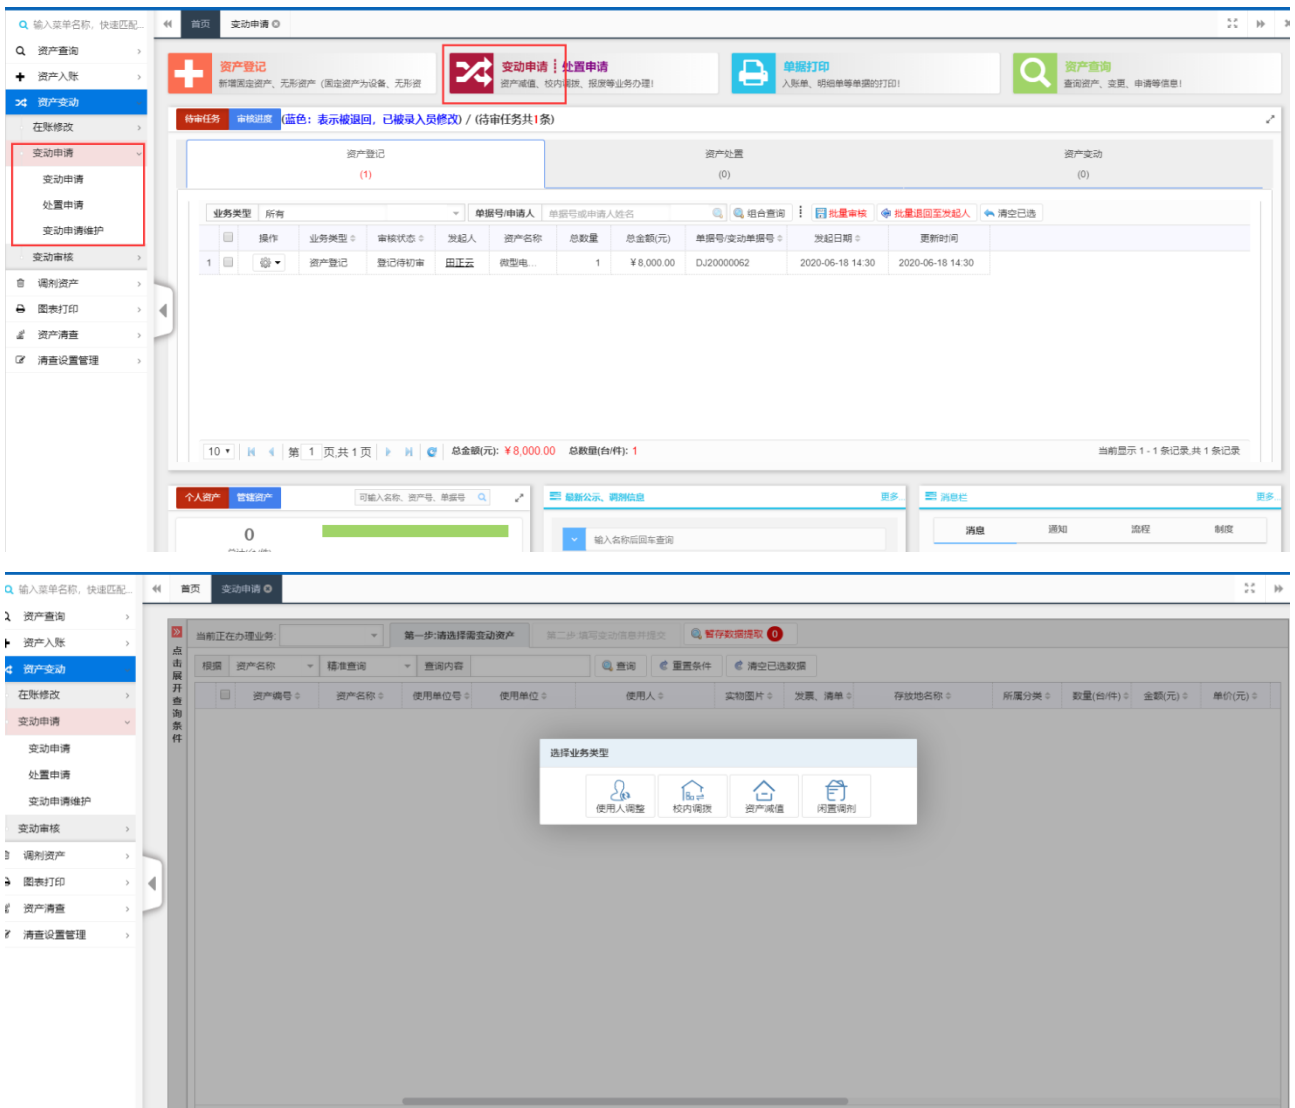 输入菜单名称，快速匹配...
首页
变动申请
资产查询
资产入账
资产变动
在账修改
变动申请
变动申请
处置申请
变动申请维护
变动审核
调剂资产
图表打印
资产清查
清查设置管理
资产登记
新增固定资产、无形资产（固定资产为设备、无形资
变动申请
处置申请
资产减值、校内调拨、报废等业务办理！
单据打印
入账单、明细单等单据的打印！
资产查询
查询资产、变更、申请等信息！
待审任务 审核进度 (蓝色：表示被退回，已被录入员修改) / (待审任务共1条)
资产登记 资产处置 资产变动
(1) (0) (0)
业务类型 所有 单据号/申请人 单据号或申请人姓名 组合查询 批量审核 批量退回至发起人 清空已选
操作 业务类型 审核状态 发起人 资产名称 总数量 总金额(元) 单据号/变动单据号 发起日期 更新时间
1 资产登记 登记待初审 田正云 微型电... 1 ¥8,000.00 DJ20000062 2020-06-18 14:30 2020-06-18 14:30
10 第 1 页,共 1 页 总金额(元): ¥8,000.00 总数量(台/件): 1 当前显示 1 - 1 条记录,共 1 条记录
个人资产 管辖资产 可输入名称、资产号、单据号
最新公示、调剂信息 更多
消息栏 更多
0
输入名称后回车查询
消息 通知 流程 制度
输入菜单名称，快速匹配...
首页 变动申请
资产查询
资产入账
资产变动
在账修改
变动申请
变动申请
处置申请
变动申请维护
变动审核
调剂资产
图表打印
资产清查
清查设置管理
点击展开查询条件
当前正在办理业务: 第一步:请选择需变动资产 第二步 填写变动信息并提交 暂存数据提取 0
根据 资产名称 精准查询 查询内容 查询 重置条件 清空已选数据
资产编号 资产名称 使用单位号 使用单位 使用人 实物图片 发票、清单 存放地名称 所属分类 数量(台/件) 金额(元) 单价(元)
选择业务类型
使用人调整 校内调拨 资产减值 闲置调剂